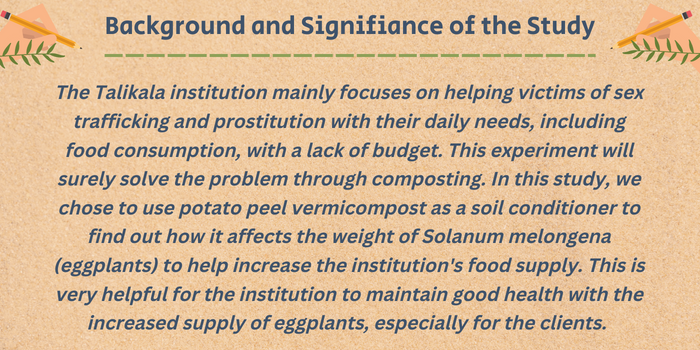 Background and Signifiance of the Study
The Talikala institution mainly focuses on helping victims of sex
trafficking and prostitution with their daily needs, including
food consumption, with a lack of budget. This experiment will
surely solve the problem through composting. In this study, we
chose to use potato peel vermicompost as a soil conditioner to
find out how it affects the weight of Solanum melongena
(eggplants) to help increase the institution's food supply. This is
very helpful for the institution to maintain good health with the
increased supply of eggplants, especially for the clients.